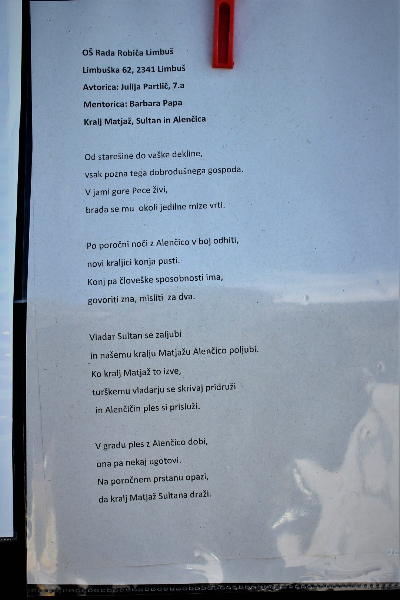 OŠ Rada Robiča Limbuš
Limbuška 62, 2341 Limbuš
Avtorica: Julija Partlič, 7.a
Mentorica: Barbara Papa
Kralj Matjaž, Sultan in Alenčica
Od starešine do vaške dekline,
vsak pozna tega dobrodušnega gospoda.
V jami gore Pece živi,
brada se mu okoli jedilne mize vrti.
Po poročni noči z Alenčico v boj odhiti,
novi kraljici konja pusti.
Konj pa človeške sposobnosti ima,
govoriti zna, misliti za dva.
Vladar Sultan se zaljubi
in našemu kralju Matjažu Alenčico poljubi.
Ko kralj Matjaž to izve,
turškemu vladarju se skrivaj pridruži
in Alenčičin ples si prisluži.
V gradu ples z Alenčico dobi,
ona pa nekaj ugotovi.
Na poročnem prstanu opazi,
da kralj Matjaž Sultana draži.